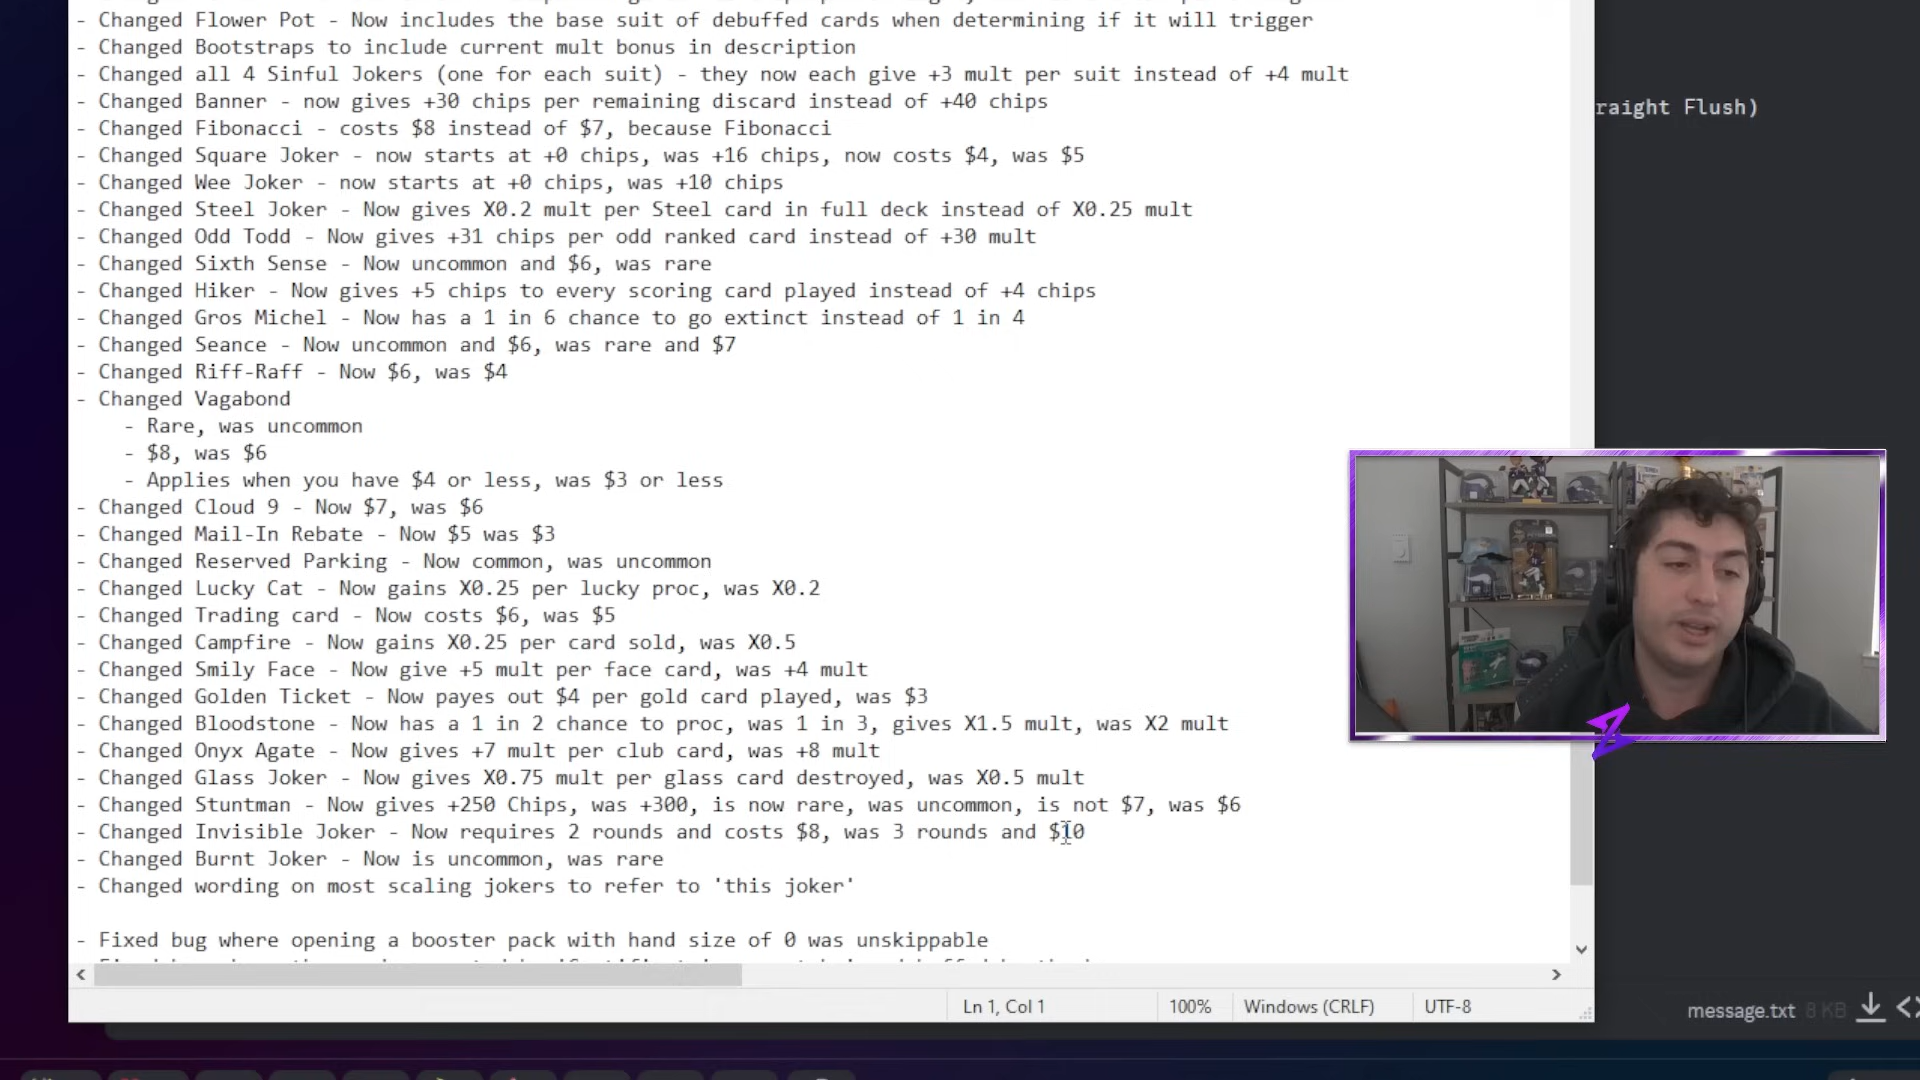 - Changed Flower Pot - Now includes the base suit of debuffed cards when determining if it will trigger
- Changed Bootstraps to include current mult bonus in description
- Changed all 4 Sinful Jokers (one for each suit) - they now each give +3 mult per suit instead of +4 mult
- Changed Banner - now gives +30 chips per remaining discard instead of +40 chips
raight Flush)
- Changed Fibonacci - costs $8 instead of $7, because Fibonacci
- Changed Square Joker - now starts at +0 chips, was +16 chips, now costs $4, was $5
- Changed Wee Joker - now starts at +0 chips, was +10 chips
- Changed Steel Joker - Now gives X0.2 mult per Steel card in full deck instead of X0.25 mult
- Changed Odd Todd - Now gives +31 chips per odd ranked card instead of +30 mult
- Changed Sixth Sense - Now uncommon and $6, was rare
- Changed Hiker - Now gives +5 chips to every scoring card played instead of +4 chips
- Changed Gros Michel - Now has a 1 in 6 chance to go extinct instead of 1 in 4
- Changed Seance - Now uncommon and $6, was rare and $7
- Changed Riff-Raff - Now $6, was $4
- Changed Vagabond
- Rare, was uncommon
- $8, was $6
- Applies when you have $4 or less, was $3 or less
- Changed Cloud 9 - Now $7, was $6
- Changed Mail-In Rebate - Now $5 was $3
- Changed Reserved Parking - Now common, was uncommon
- Changed Lucky Cat - Now gains X0.25 per lucky proc, was X0.2
- Changed Trading card - Now costs $6, was $5
- Changed Campfire - Now gains X0.25 per card sold, was X0.5
- Changed Smily Face - Now give +5 mult per face card, was +4 mult
- Changed Golden Ticket - Now payes out $4 per gold card played, was $3
- Changed Bloodstone - Now has a 1 in 2 chance to proc, was 1 in 3, gives X1.5 mult, was X2 mult
- Changed Onyx Agate - Now gives +7 mult per club card, was +8 mult
- Changed Glass Joker - Now gives X0.75 mult per glass card destroyed, was X0.5 mult
- Changed Stuntman - Now gives +250 Chips, was +300, is now rare, was uncommon, is not $7, was $6
- Changed Invisible Joker - Now requires 2 rounds and costs $8, was 3 rounds and $10
- Changed Burnt Joker - Now is uncommon, was rare
- Changed wording on most scaling jokers to refer to 'this joker'
- Fixed bug where opening a booster pack with hand size of 0 was unskippable
Ln 1, Col 1
100%
Windows (CRLF)
UTF-8
message.txt 8 KB